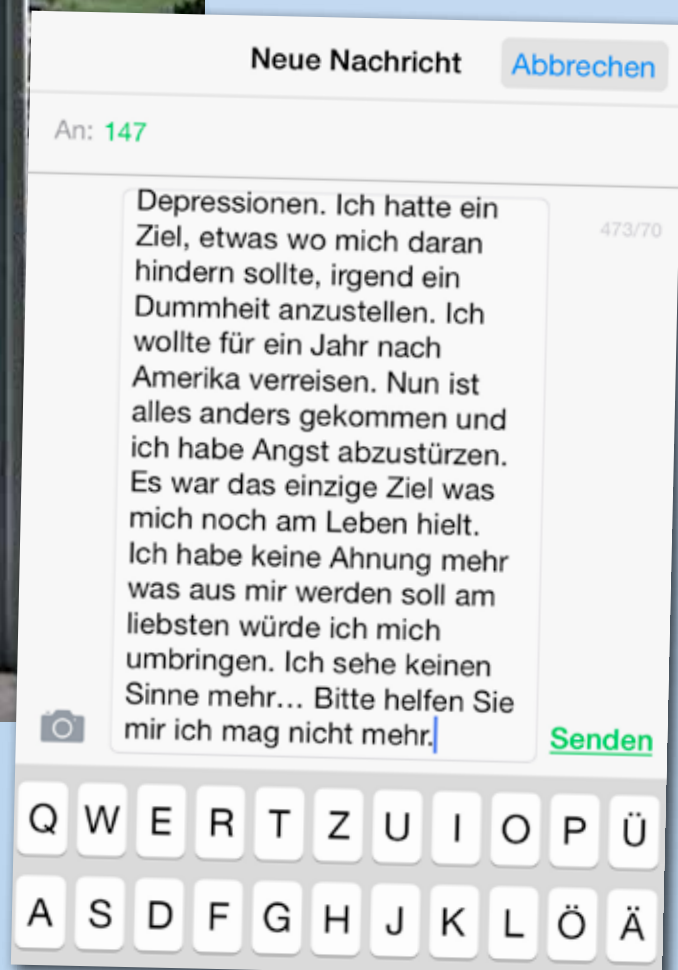 Neue Nachricht
Abbrechen
An: 147
473/70
Depressionen. Ich hatte ein
Ziel, etwas wo mich daran
hindern sollte, irgend ein
Dummheit anzustellen. Ich
wollte für ein Jahr nach
Amerika verreisen. Nun ist
alles anders gekommen und
ich habe Angst abzustürzen.
Es war das einzige Ziel was
mich noch am Leben hielt.
Ich habe keine Ahnung mehr
was aus mir werden soll am
liebsten würde ich mich
umbringen. Ich sehe keinen
Sinne mehr... Bitte helfen Sie
mir ich mag nicht mehr.
Senden
Q W E R T Z U I O P Ü
A S D F G H J K L Ö Ä